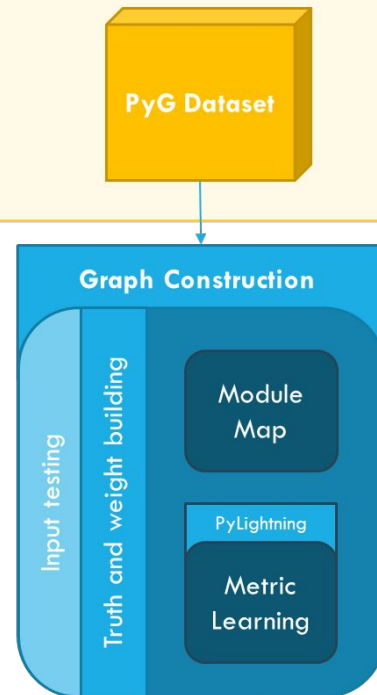 PyG Dataset
Graph Construction
Input testing
Truth and weight building
Module
Map
PyLightning
Metric
Learning